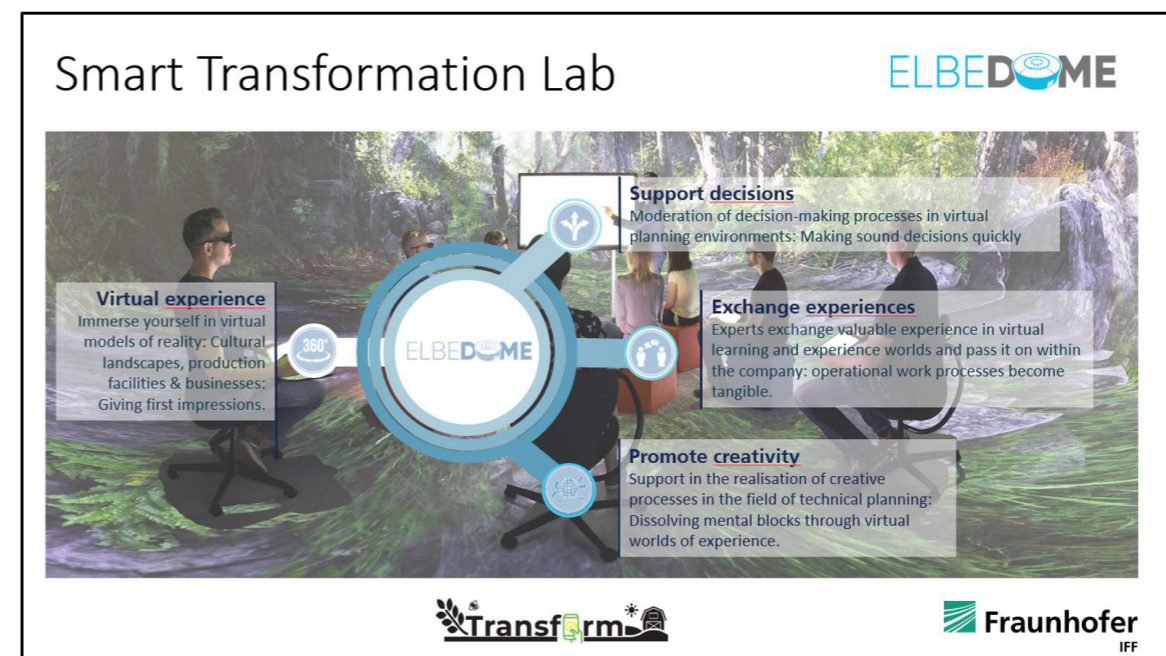 Smart Transformation Lab
ELBEDOME
Support decisions
Moderation of decision-making processes in virtual
planning environments: Making sound decisions quickly
Virtual experience
Immerse yourself in virtual
models of reality: Cultural
landscapes, production
facilities & businesses:
Giving first impressions.
360°
ELBEDOME
Exchange experiences
Experts exchange valuable experience in virtual
learning and experience worlds and pass it on within
the company: operational work processes become
tangible.
Promote creativity
Support in the realisation of creative
processes in the field of technical planning:
Dissolving mental blocks through virtual
worlds of experience.
Transfarm
Fraunhofer
IFF